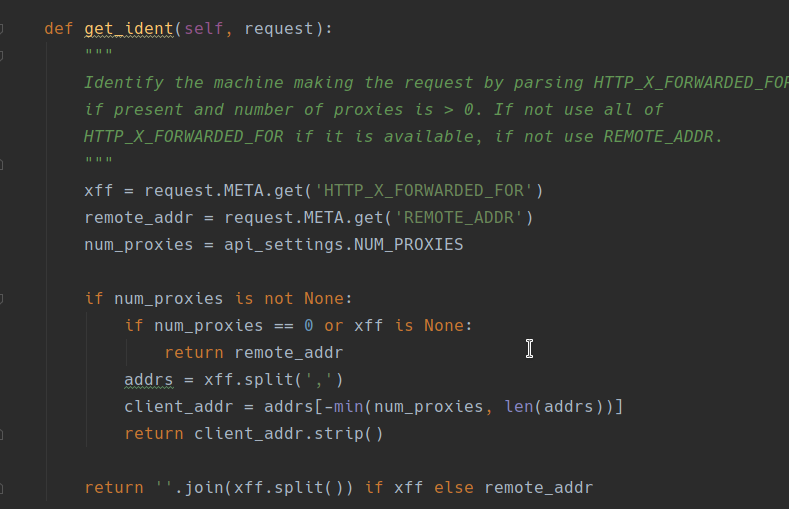 def get_ident(self, request):
"""
Identify the machine making the request by parsing HTTP_X_FORWARDED_FOR
if present and number of proxies is > 0. If not use all of
HTTP_X_FORWARDED_FOR if it is available, if not use REMOTE_ADDR.
"""
xff = request.META.get('HTTP_X_FORWARDED_FOR')
remote_addr = request.META.get('REMOTE_ADDR')
num_proxies = api_settings.NUM_PROXIES
if num_proxies is not None:
if num_proxies == 0 or xff is None:
return remote_addr
addrs = xff.split(',')
client_addr = addrs[-min(num_proxies, len(addrs))]
return client_addr.strip()
return ''.join(xff.split()) if xff else remote_addr